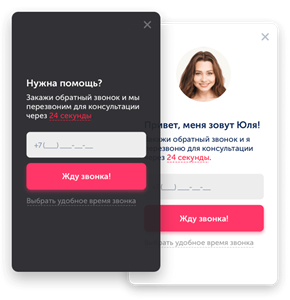 Нужна помощь?
Закажи обратный звонок и мы
перезвоним для консультации
через 24 секунды
+7 (___) ___-__-__
Жду звонка!
Выбрать удобное время звонка
Привет, меня зовут Юля!
Закажи обратный звонок и я
перезвоню для консультации
через 24 секунды.
(___) ___-__-__
Жду звонка!
Выбрать удобное время звонка